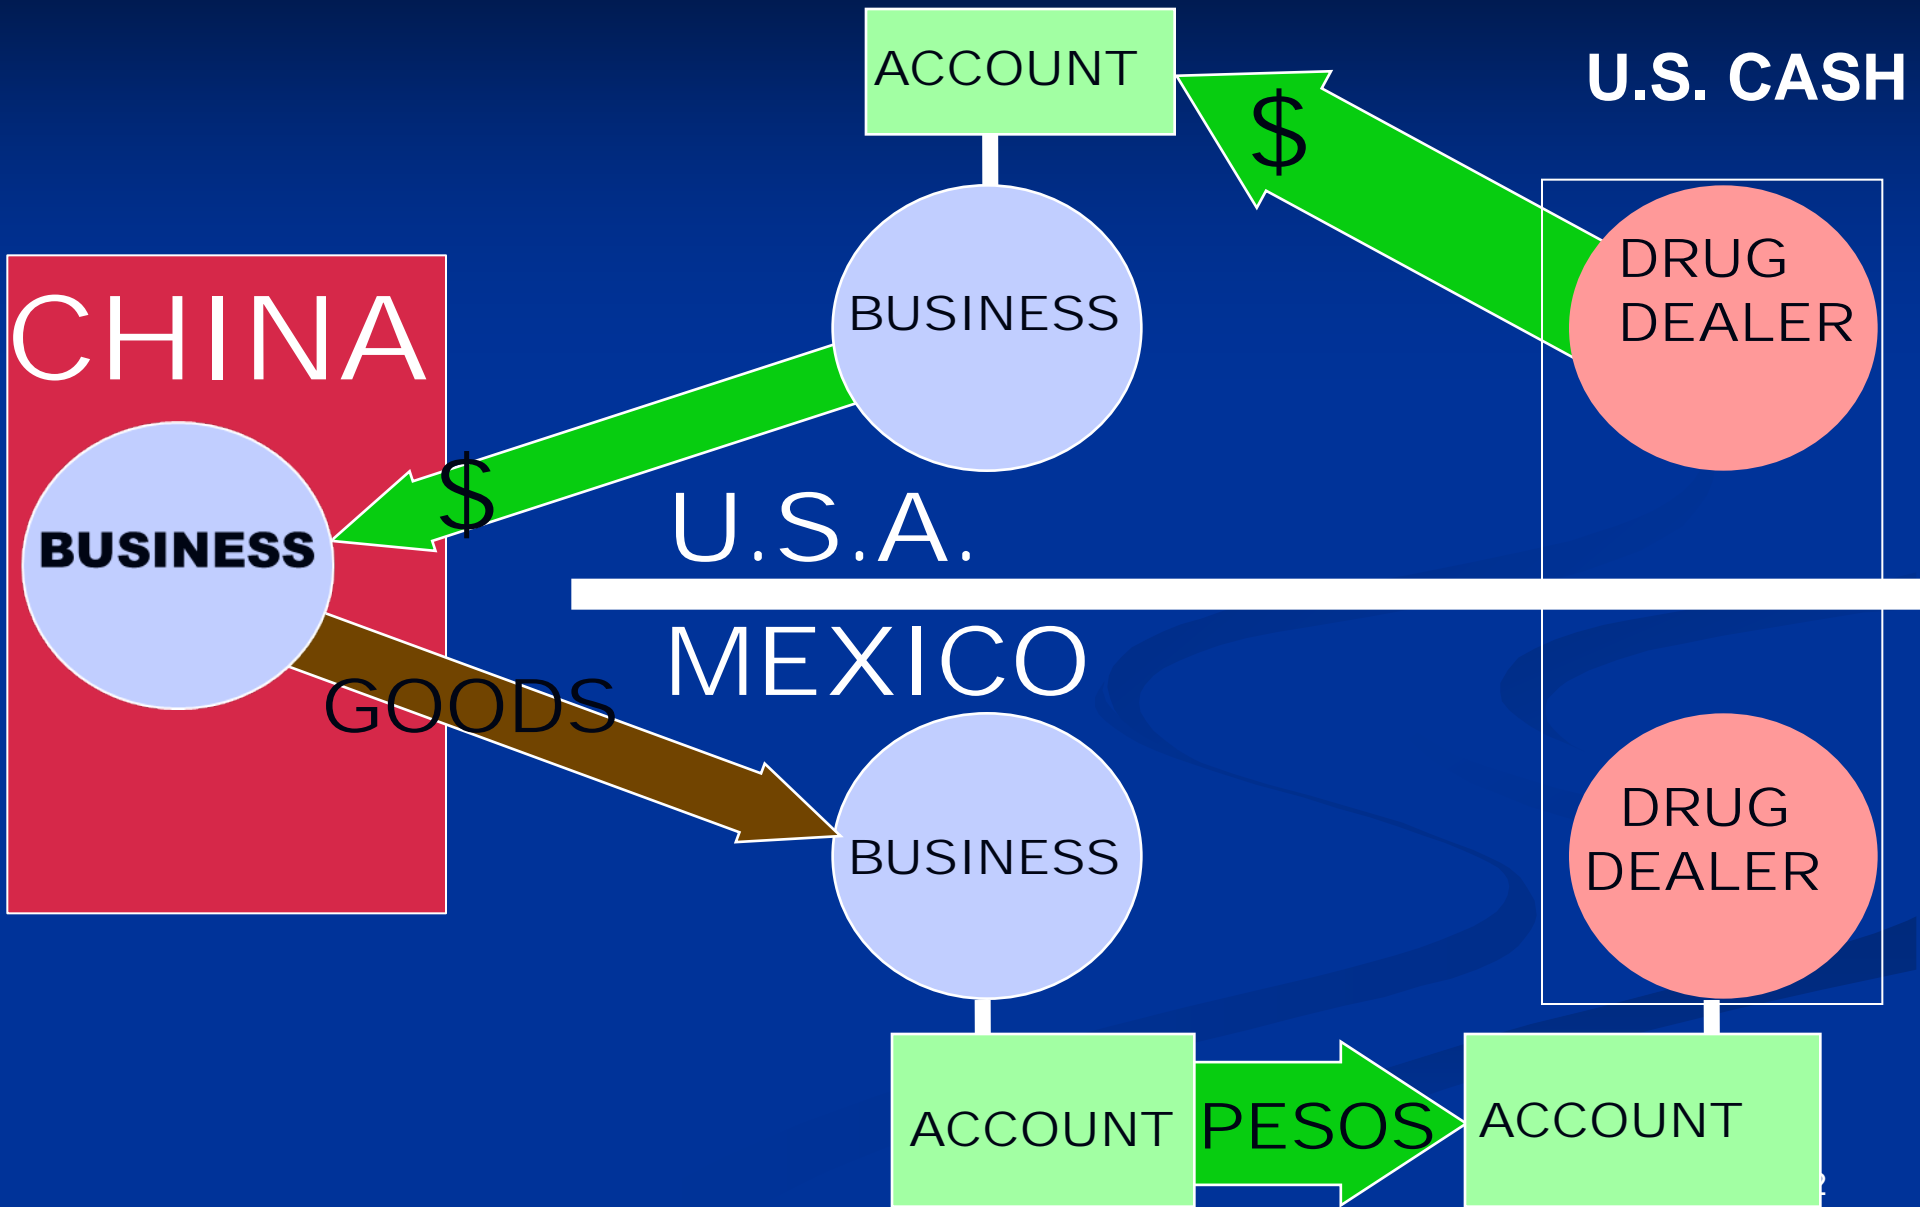 ACCOUNT
U.S. CASH
$
DRUG
DEALER
BUSINESS
CHINA
$
BUSINESS
U.S.A.
MEXICO
GOODS
BUSINESS
DRUG
DEALER
ACCOUNT
PESOS
ACCOUNT